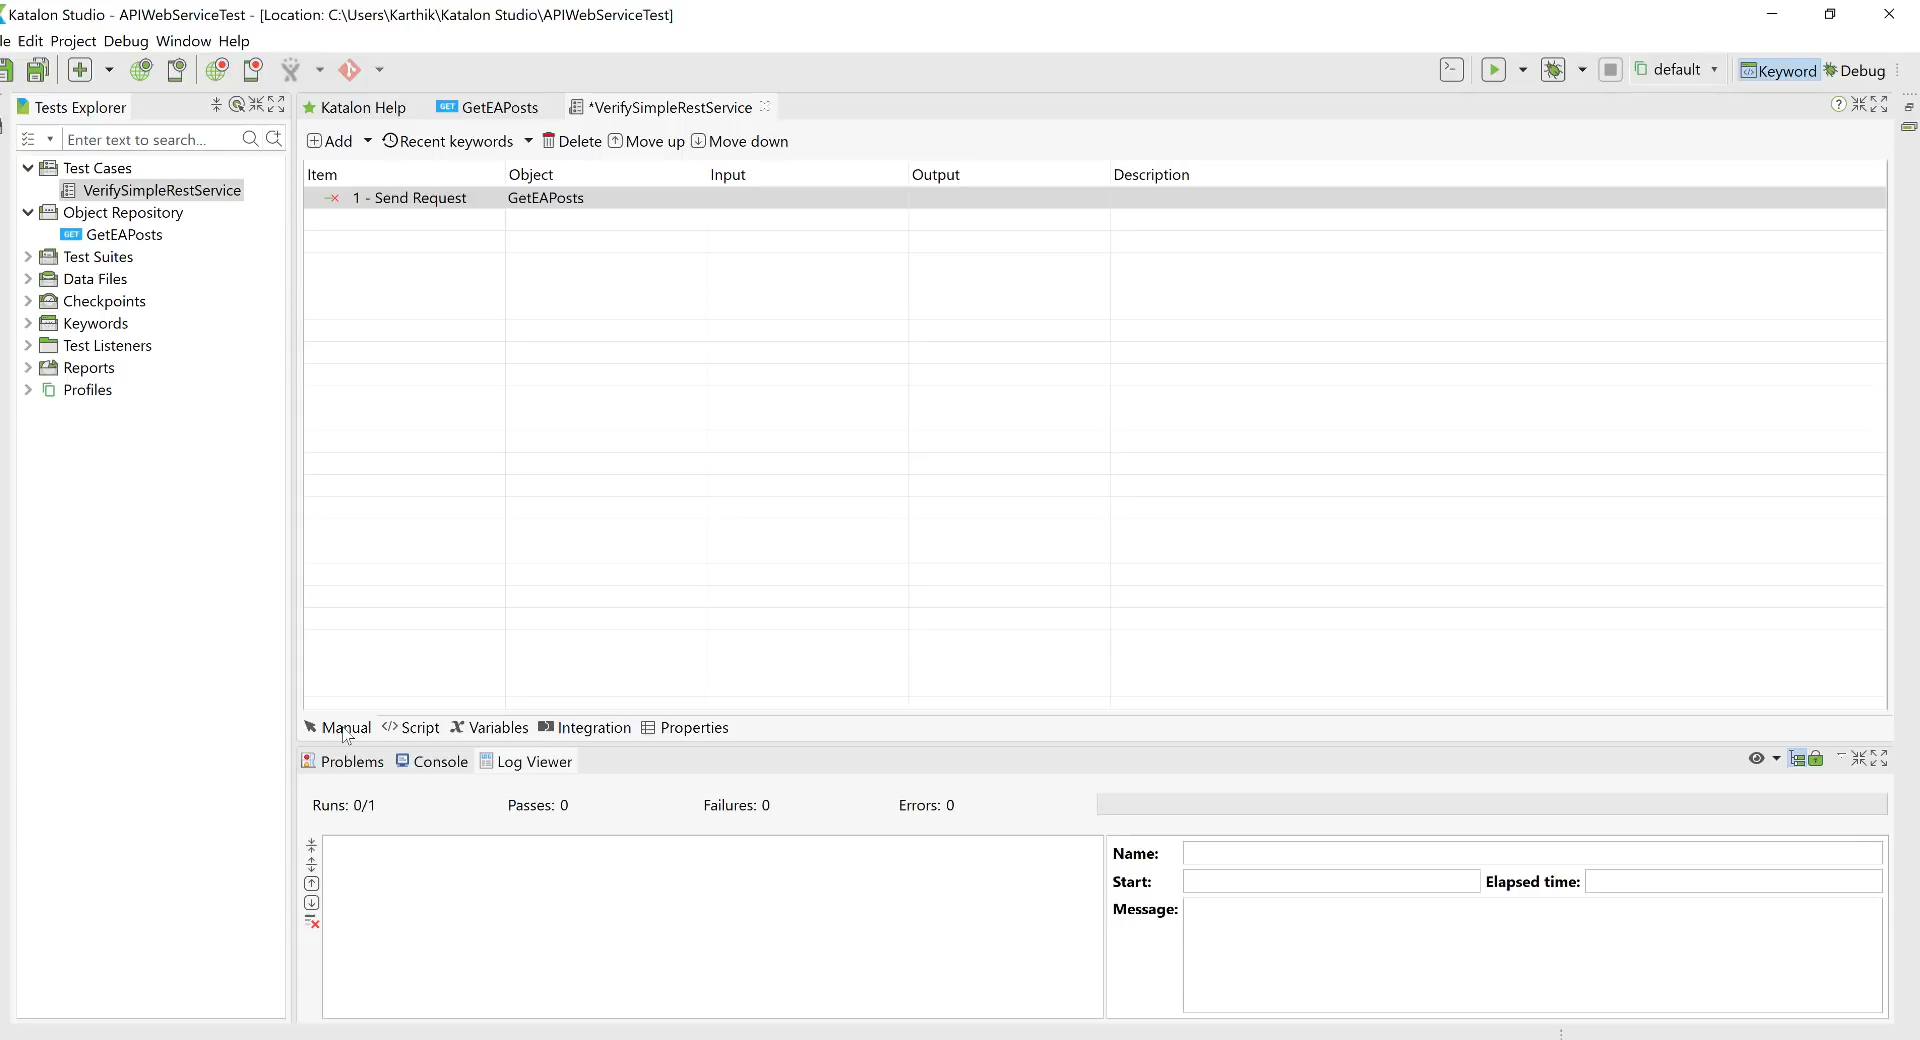 Katalon Studio - APIWebServiceTest - [Location: C:\Users\Karthik\Katalon Studio\APIWebServiceTest]
le Edit Project Debug Window Help
default
Keyword
Debug
Tests Explorer
Katalon Help
GET GetEAPosts
*VerifySimpleRestService
Enter text to search...
Add
Recent keywords
Delete
Move up
Move down
Test Cases
VerifySimpleRestService
Object Repository
GET GetEAPosts
Test Suites
Data Files
Checkpoints
Keywords
Test Listeners
Reports
Profiles
Item Object Input Output Description
1 - Send Request GetEAPosts
Manual </> Script Variables Integration Properties
Problems Console Log Viewer
Runs: 0/1 Passes: 0 Failures: 0 Errors: 0
Name:
Start: Elapsed time:
Message: